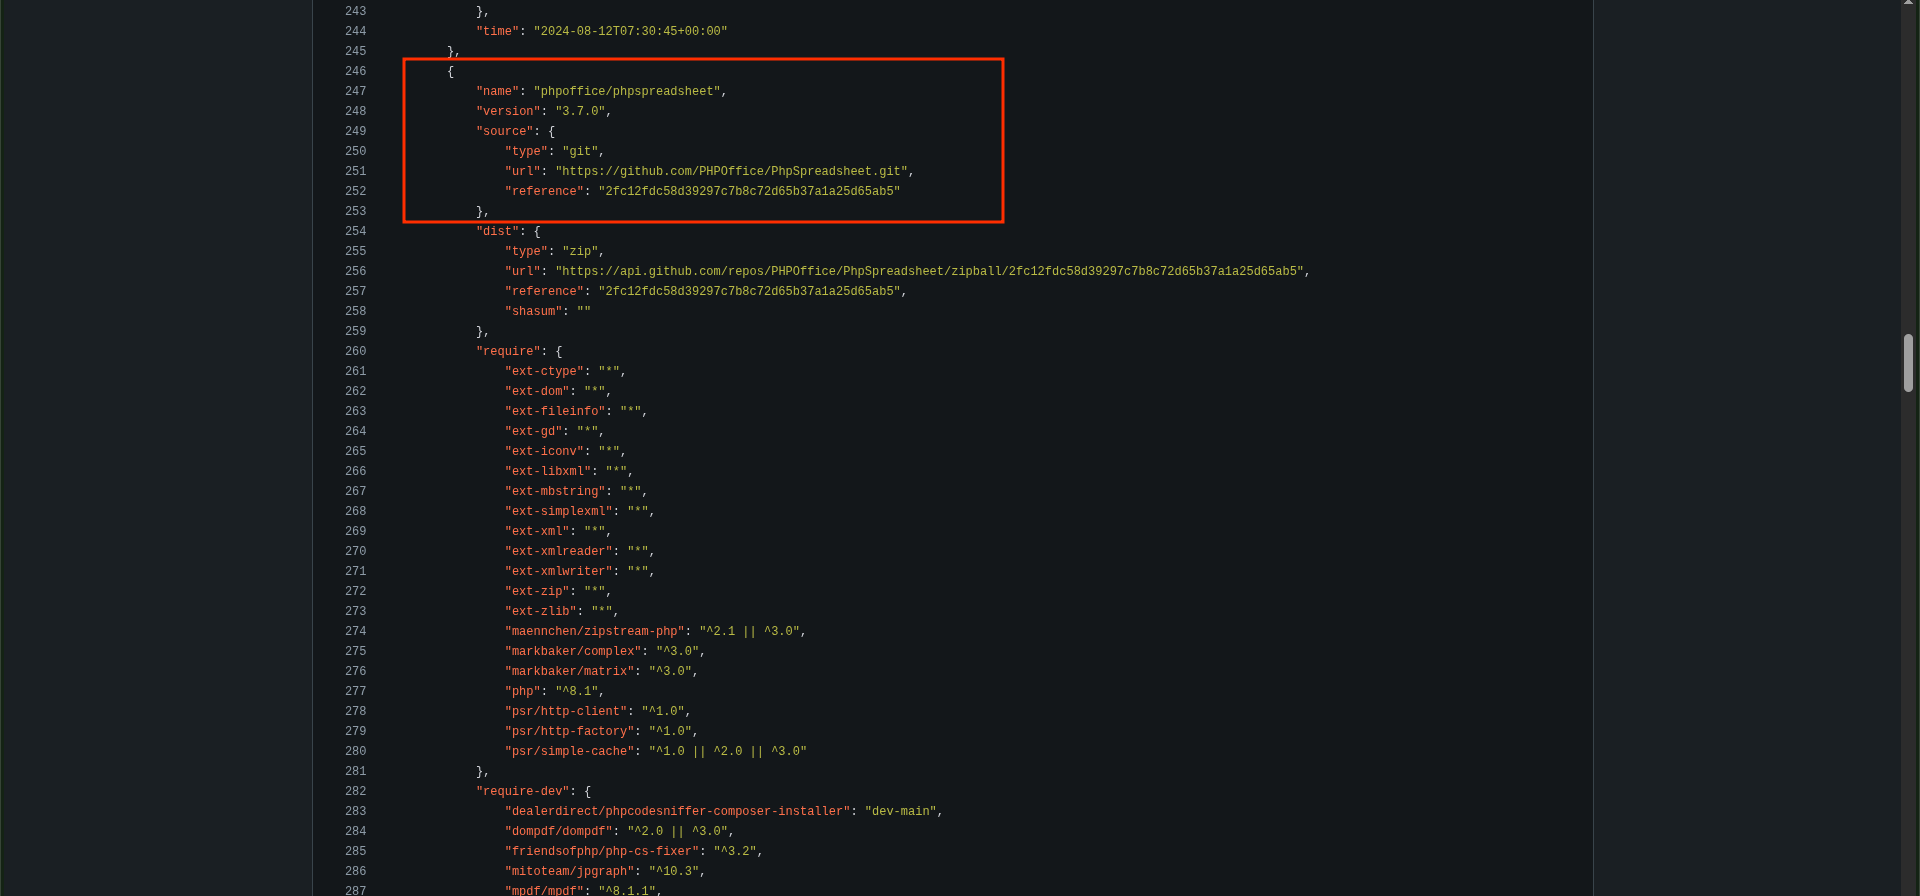 243 },
244 "time": "2024-08-12T07:30:45+00:00"
245 },
246 {
247 "name": "phpoffice/phpspreadsheet",
248 "version": "3.7.0",
249 "source": {
250 "type": "git",
251 "url": "https://github.com/PHPOffice/PhpSpreadsheet.git",
252 "reference": "2fc12fdc58d39297c7b8c72d65b37a1a25d65ab5"
253 },
254 "dist": {
255 "type": "zip",
256 "url": "https://api.github.com/repos/PHPOffice/PhpSpreadsheet/zipball/2fc12fdc58d39297c7b8c72d65b37a1a25d65ab5",
257 "reference": "2fc12fdc58d39297c7b8c72d65b37a1a25d65ab5",
258 "shasum": ""
259 },
260 "require": {
261 "ext-ctype": "*",
262 "ext-dom": "*",
263 "ext-fileinfo": "*",
264 "ext-gd": "*",
265 "ext-iconv": "*",
266 "ext-libxml": "*",
267 "ext-mbstring": "*",
268 "ext-simplexml": "*",
269 "ext-xml": "*",
270 "ext-xmlreader": "*",
271 "ext-xmlwriter": "*",
272 "ext-zip": "*",
273 "ext-zlib": "*",
274 "maennchen/zipstream-php": "^2.1 || ^3.0",
275 "markbaker/complex": "^3.0",
276 "markbaker/matrix": "^3.0",
277 "php": "^8.1",
278 "psr/http-client": "^1.0",
279 "psr/http-factory": "^1.0",
280 "psr/simple-cache": "^1.0 || ^2.0 || ^3.0"
281 },
282 "require-dev": {
283 "dealerdirect/phpcodesniffer-composer-installer": "dev-main",
284 "dompdf/dompdf": "^2.0 || ^3.0",
285 "friendsofphp/php-cs-fixer": "^3.2",
286 "mitoteam/jpgraph": "^10.3",
287 "mpdf/mpdf": "^8.1.1",